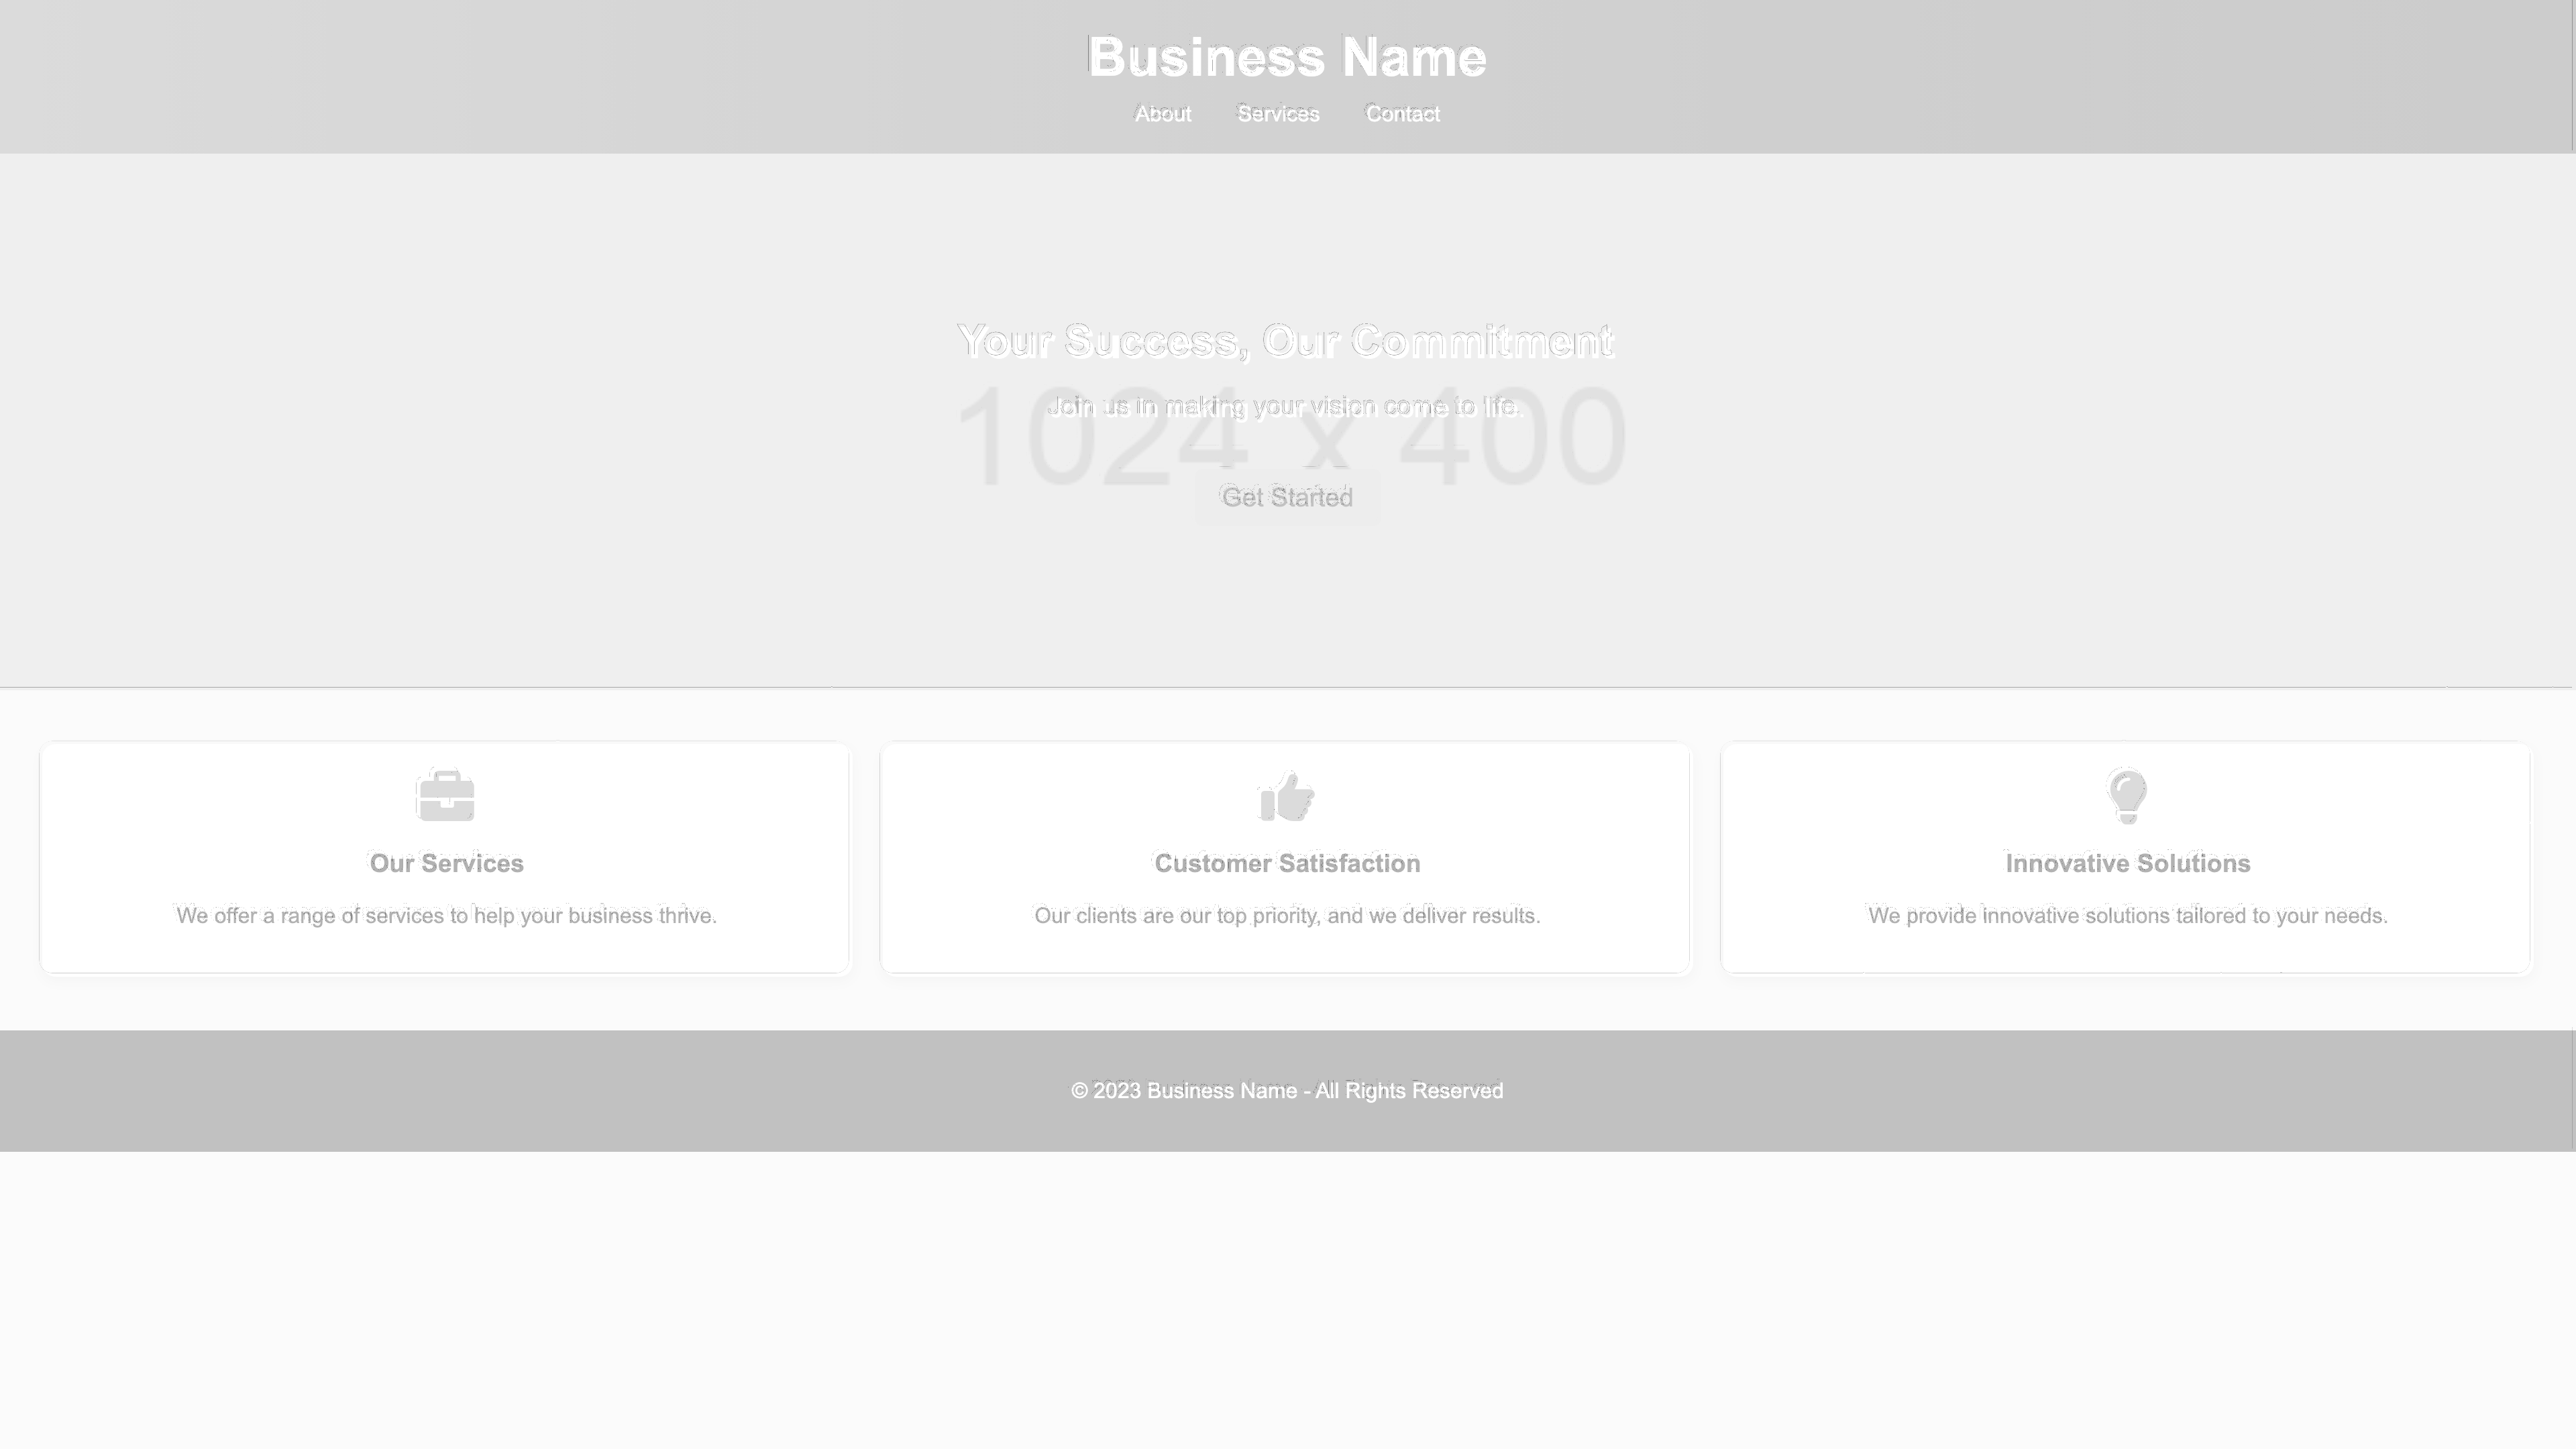 Business Name
About Services Contact
Your Success, Our Commitment
Join us in making your vision come to life.
1024 x 400
Get Started
Our Services
We offer a range of services to help your business thrive.
Customer Satisfaction
Our clients are our top priority, and we deliver results.
Innovative Solutions
We provide innovative solutions tailored to your needs.
© 2023 Business Name - All Rights Reserved